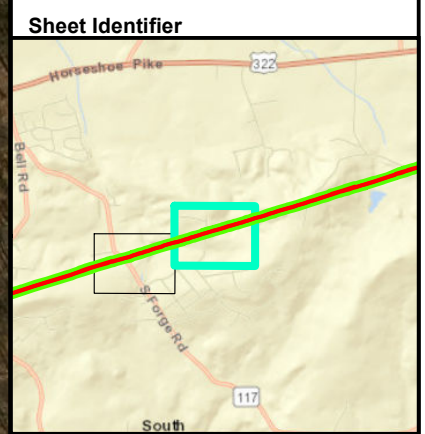 Sheet Identifier
Horseshoe Pike
322
Bell Rd
S Forge Rd
117
South